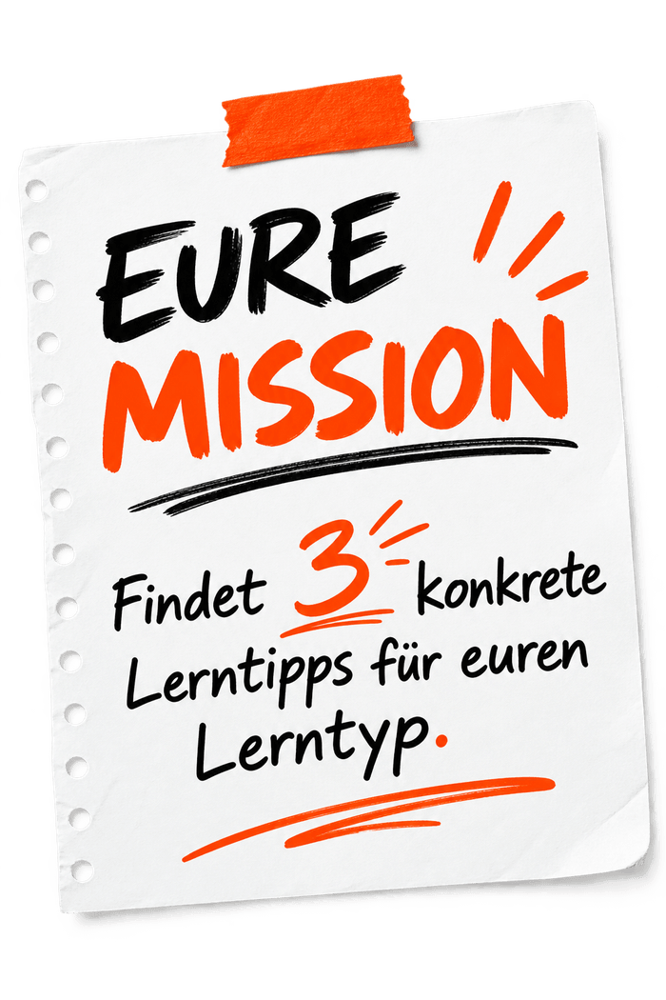 EURE
MISSION
Findet 3 konkrete
Lerntipps für euren
Lerntyp.